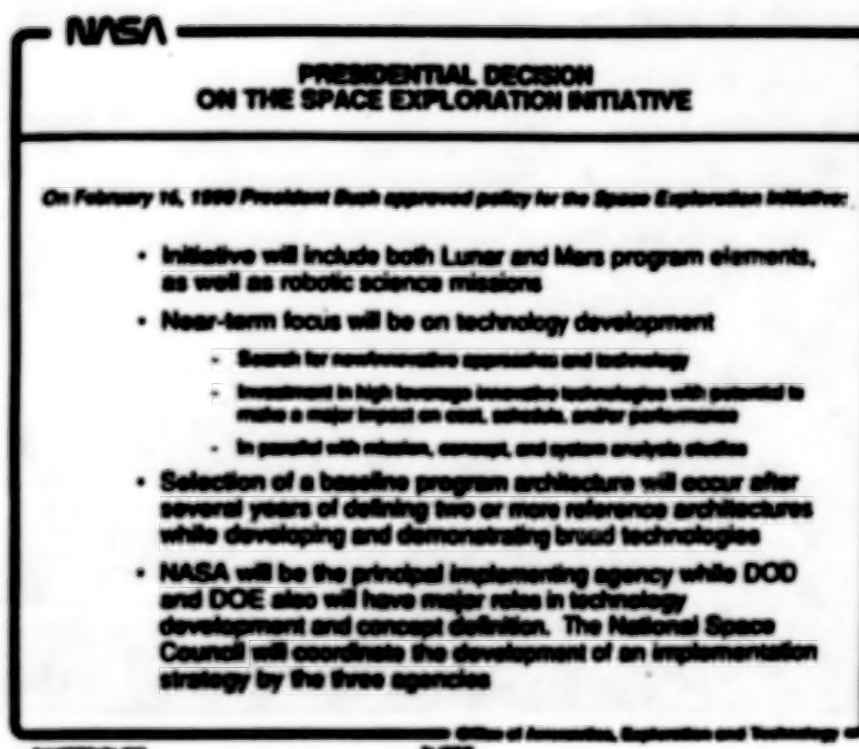 NASA
PRESIDENTIAL DECISION
ON THE SPACE EXPLORATION INITIATIVE
On February 16, 1990 President Bush approved policy for the Space Exploration Initiative:
• Initiative will include both Lunar and Mars program elements,
as well as robotic science missions
• Near-term focus will be on technology development
- Search for new/innovative approaches and technology
- Investment in high leverage innovative technologies with potential to
make a major impact on cost, schedule, and/or performance
- In parallel with mission, concept, and system analysis studies
• Selection of a baseline program architecture will occur after
several years of defining two or more reference architectures
while developing and demonstrating broad technologies
• NASA will be the principal implementing agency while DOD
and DOE also will have major roles in technology
development and concept definition. The National Space
Council will coordinate the development of an implementation
strategy by the three agencies
Office of Aeronautics, Exploration and Technology